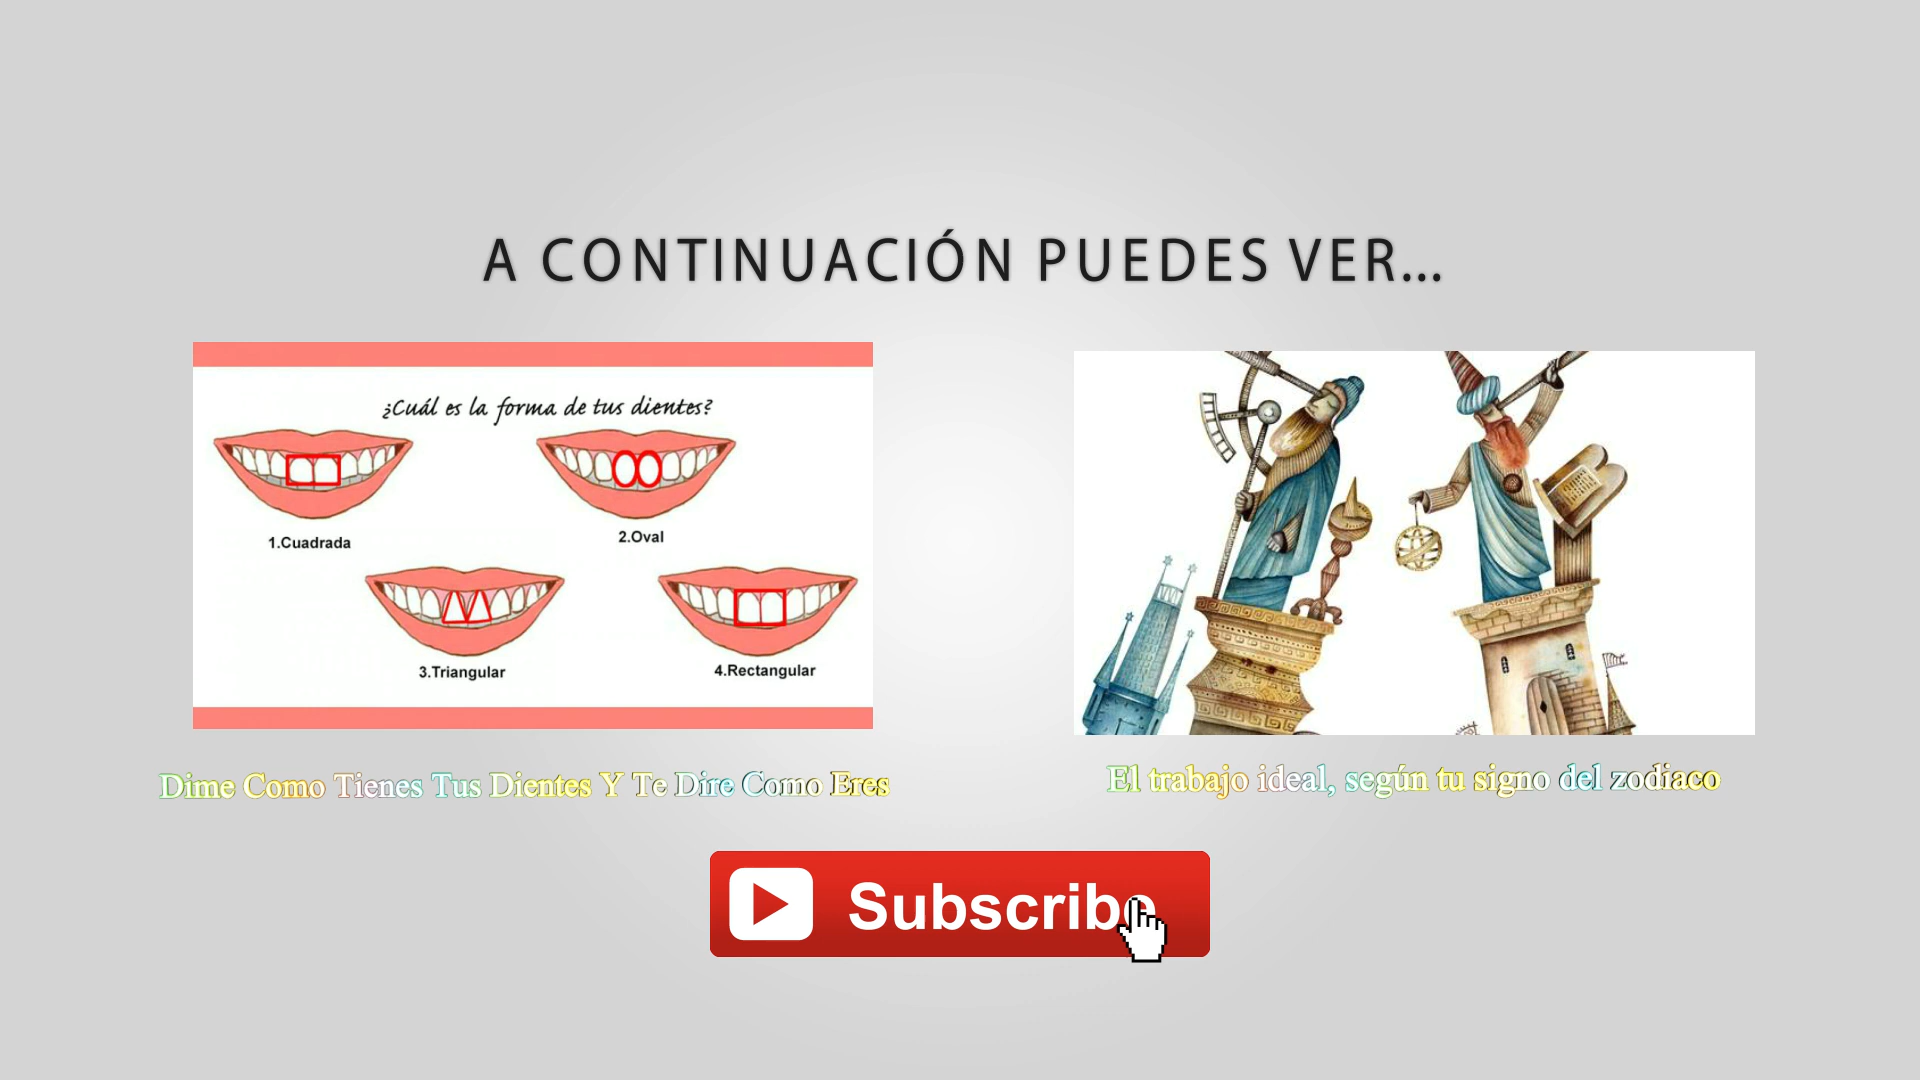 A CONTINUACIÓN PUEDES VER...
¿Cuál es la forma de tus dientes?
1.Cuadrada
2.Oval
3.Triangular
4.Rectangular
Dime Como Tienes Tus Dientes Y Te Dire Como Eres
El trabajo ideal, según tu signo del zodiaco
Subscribe